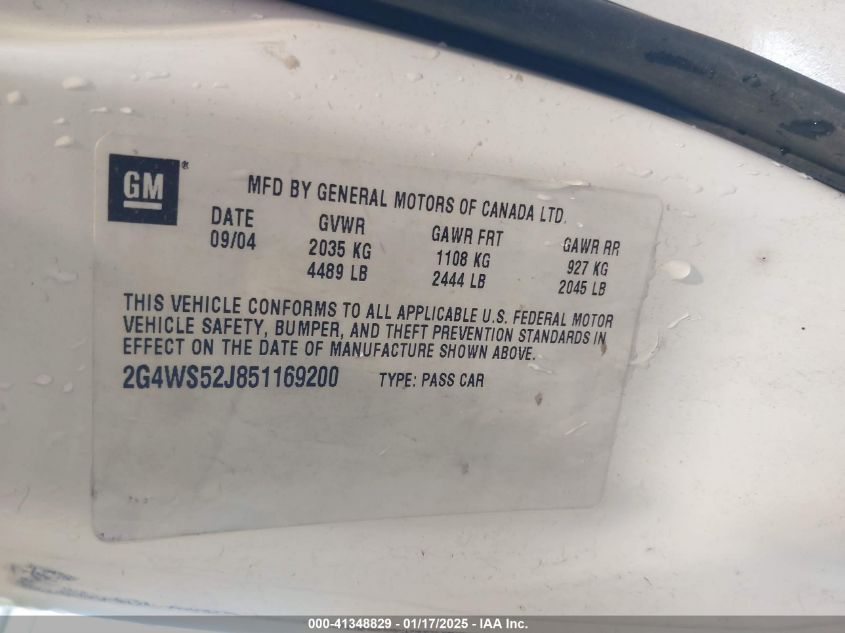 GM®
MFD BY GENERAL MOTORS OF CANADA LTD.
DATE GVWR GAWR FRT GAWR RR
09/04 2035 KG 1108 KG 927 KG
4489 LB 2444 LB 2045 LB
THIS VEHICLE CONFORMS TO ALL APPLICABLE U.S. FEDERAL MOTOR
VEHICLE SAFETY, BUMPER, AND THEFT PREVENTION STANDARDS IN
EFFECT ON THE DATE OF MANUFACTURE SHOWN ABOVE.
2G4WS52J851169200 TYPE: PASS CAR
000-41348829 - 01/17/2025 - IAA Inc.